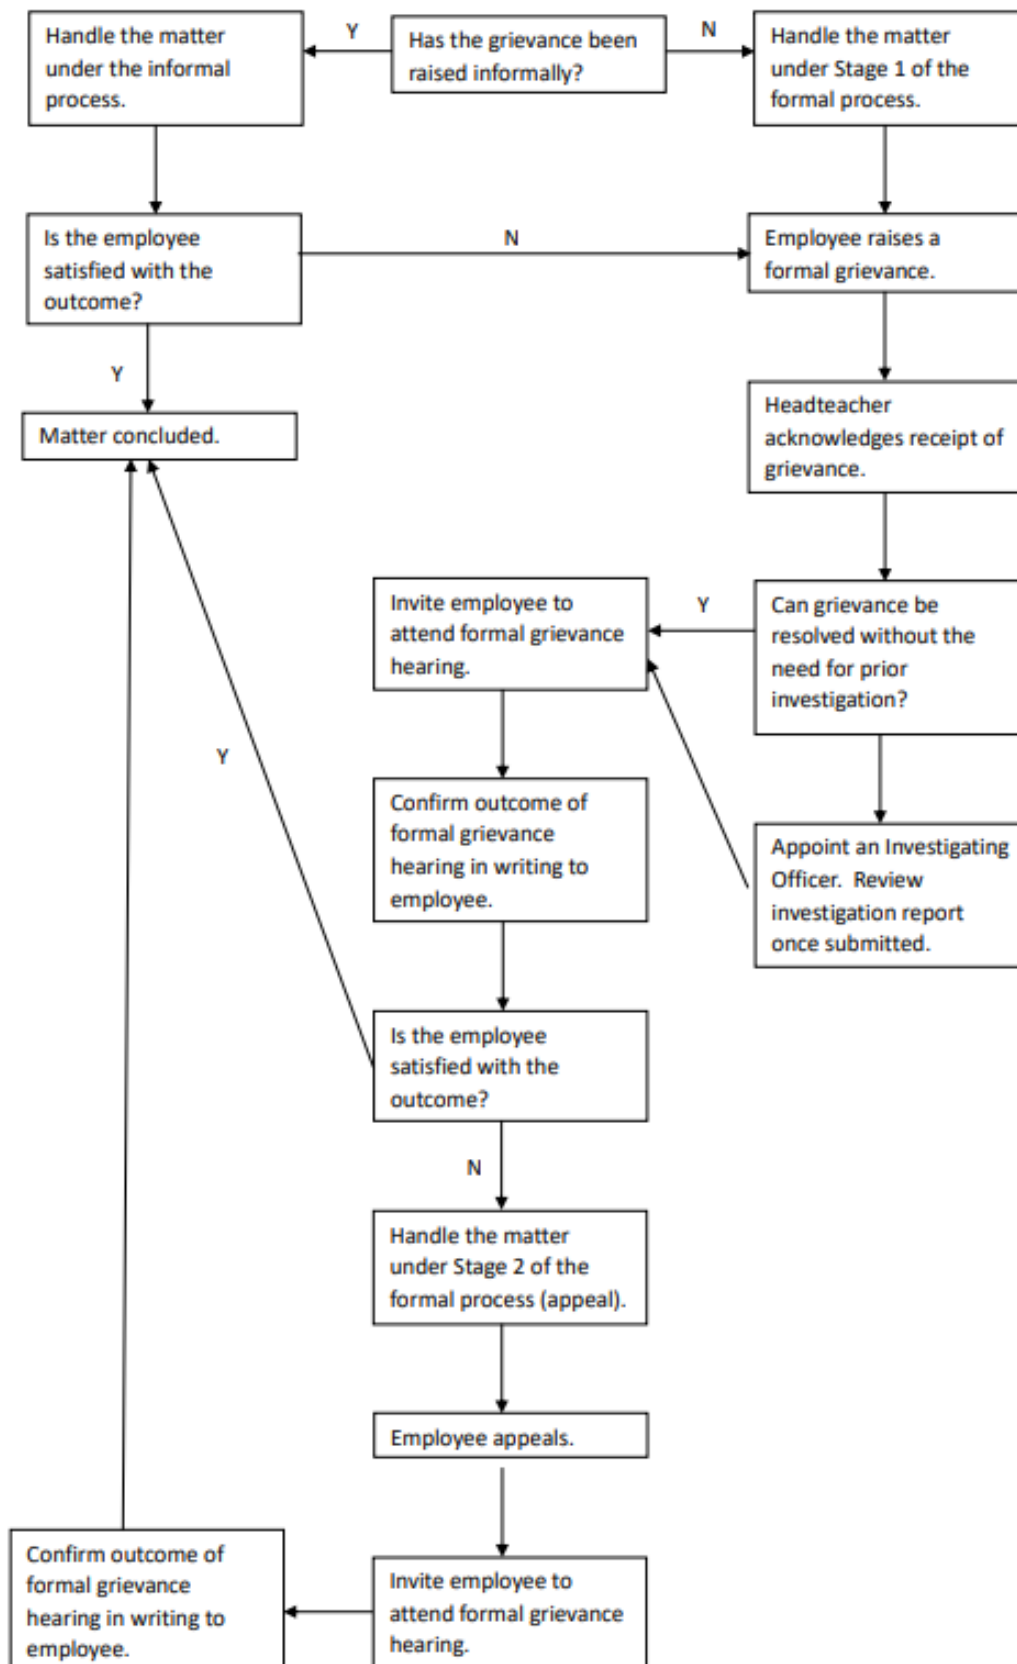 Handle the matter
under the informal
process.
Y
Has the grievance been
raised informally?
N
Handle the matter
under Stage 1 of the
formal process.
Is the employee
satisfied with the
outcome?
N
Employee raises a
formal grievance.
Y
Matter concluded.
Headteacher
acknowledges receipt of
grievance.
Invite employee to
attend formal grievance
hearing.
Y
Can grievance be
resolved without the
need for prior
investigation?
Y
Confirm outcome of
formal grievance
hearing in writing to
employee.
Appoint an Investigating
Officer. Review
investigation report
once submitted.
Is the employee
satisfied with the
outcome?
N
Handle the matter
under Stage 2 of the
formal process (appeal).
Employee appeals.
Confirm outcome of
formal grievance
hearing in writing to
employee.
Invite employee to
attend formal grievance
hearing.